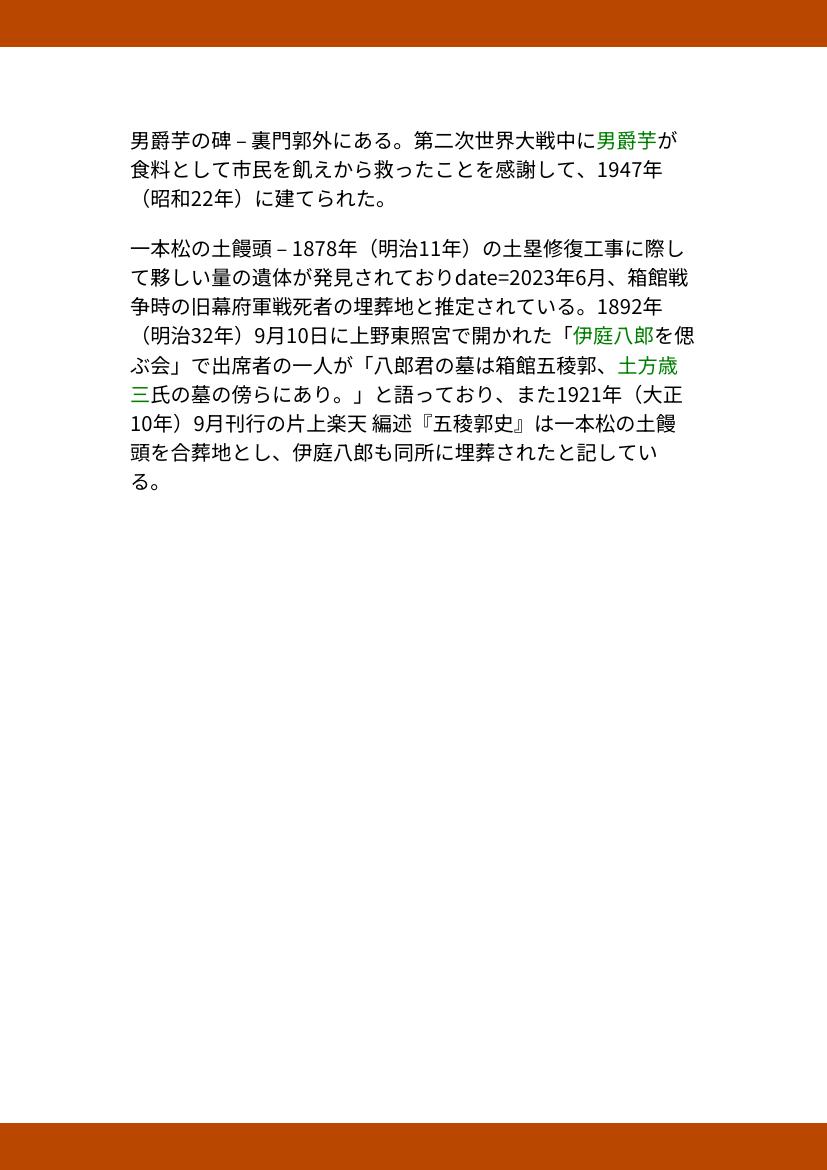 男爵芋の碑 – 裏門郭外にある。第二次世界大戦中に男爵芋が
食料として市民を飢えから救ったことを感謝して、1947年
（昭和22年）に建てられた。
一本松の土饅頭 – 1878年（明治11年）の土塁修復工事に際し
て夥しい量の遺体が発見されておりdate=2023年6月、箱館戦
争時の旧幕府軍戦死者の埋葬地と推定されている。1892年
（明治32年）9月10日に上野東照宮で開かれた「伊庭八郎を偲
ぶ会」で出席者の一人が「八郎君の墓は箱館五稜郭、土方歳
三氏の墓の傍らにあり。」と語っており、また1921年（大正
10年）9月刊行の片上楽天 編述『五稜郭史』は一本松の土饅
頭を合葬地とし、伊庭八郎も同所に埋葬されたと記してい
る。